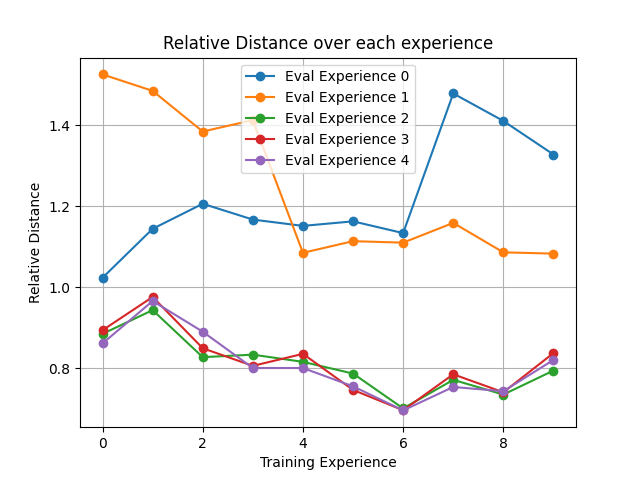 Relative Distance over each experience
Eval Experience 0
Eval Experience 1
Eval Experience 2
Eval Experience 3
Eval Experience 4
1.4
1.2
1.0
0.8
Relative Distance
0 2 4 6 8
Training Experience